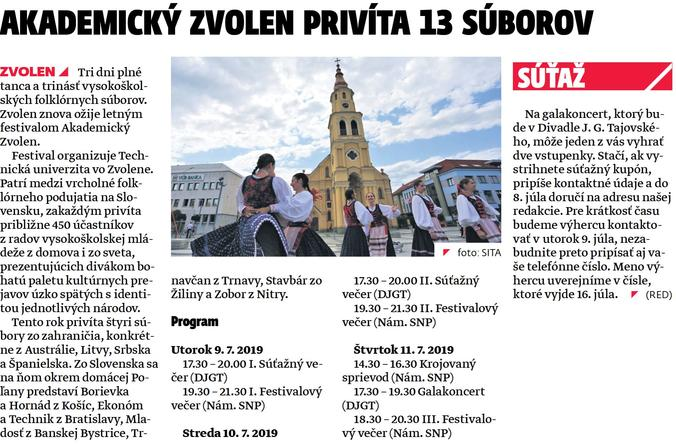 AKADEMICKÝ ZVOLEN PRIVÍTA 13 SÚBOROV
ZVOLEN Tri dni plné
tanca a trinásť vysokoškol-
ských folklórnych súborov.
Zvolen znova ožije letným
festivalom Akademický
Zvolen.
Festival organizuje Tech-
nická univerzita vo Zvolene.
Patrí medzi vrcholné folk-
lórneho podujatia na Slo-
vensku, zakaždým privíta
približne 450 účastníkov
z radov vysokoškolskej mlá-
deže z domova i zo sveta,
prezentujúcich divákom bo-
hatú paletu kultúrnych pre-
javov úzko spätých s identi-
tou jednotlivých národov.
Tento rok privíta štyri sú-
bory zo zahraničia, konkrét-
ne z Austrálie, Litvy, Srbska
a Španielska. Zo Slovenska sa
na ňom okrem domácej Po-
ľany predstaví Borievka
a Hornád z Košíc, Ekonóm
a Technik z Bratislavy, Mla-
dosť z Banskej Bystrice, Tr-
foto: SITA
navčan z Trnavy, Stavbár zo
Žiliny a Zobor z Nitry.
Program
Utorok 9. 7. 2019
17.30 – 20.00 I. Súťažný ve-
čer (DJGT)
19.30 – 21.30 I. Festivalový
večer (Nám. SNP)
Streda 10. 7. 2019
17.30 – 20.00 II. Súťažný
večer (DJGT)
19.30 – 21.30 II. Festivalový
večer (Nám. SNP)
Štvrtok 11. 7. 2019
14.30 – 16.30 Krojovaný
sprievod (Nám. SNP)
17.30 – 19.30 Galakoncert
(DJGT)
18.30 – 20.30 III. Festivalo-
vý večer (Nám. SNP)
SÚŤAŽ
Na galakoncert, ktorý bu-
de v Divadle J. G. Tajovské-
ho, môže jeden z vás vyhrať
dve vstupenky. Stačí, ak vy-
strihnete súťažný kupón,
pripíše kontaktné údaje a do
8. júla doručí na adresu našej
redakcie. Pre krátkosť času
budeme výhercu kontakto-
vať v utorok 9. júla, neza-
budnite preto pripísať aj va-
še telefónne číslo. Meno vý-
hercu uverejníme v čísle,
ktoré vyjde 16. júla. (RED)